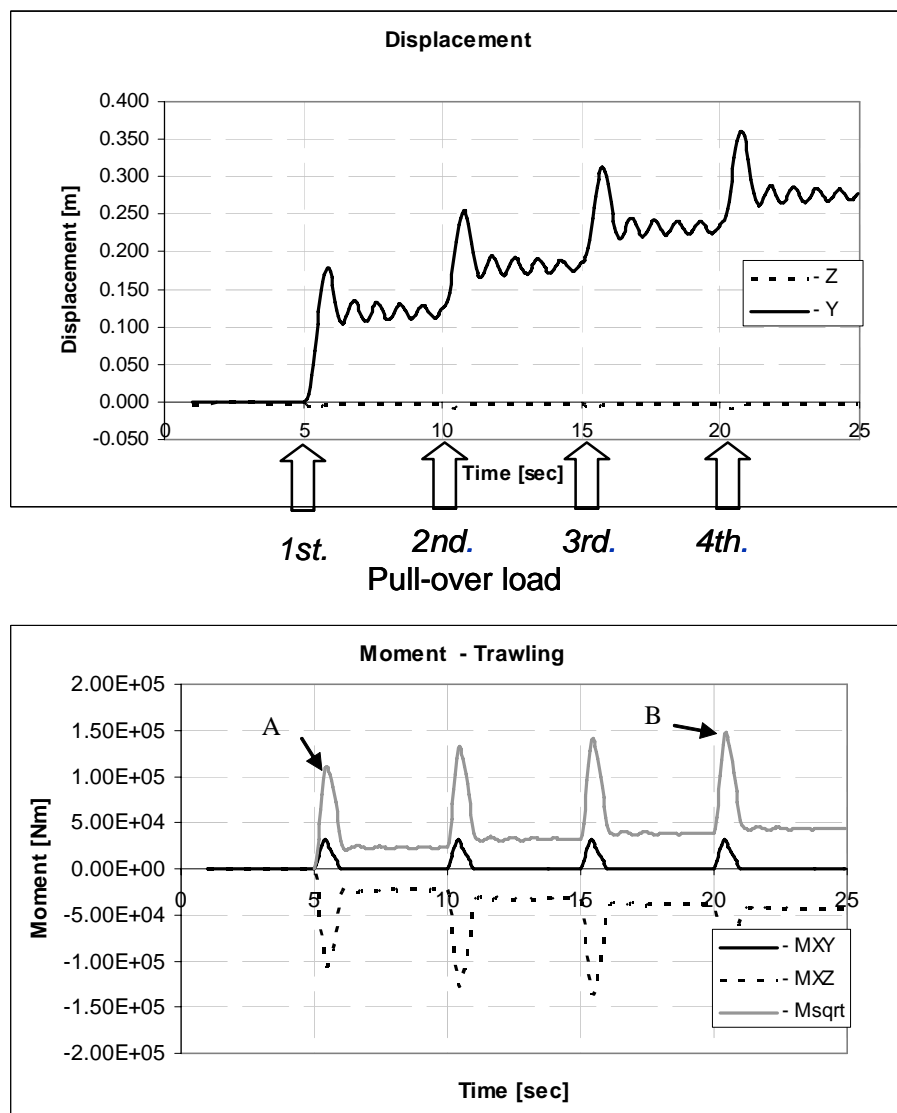 Displacement
0.400
0.350
0.300
0.250
0.200
0.150
0.100
0.050
0.000
-0.050
Displacement [m]
0 5 10 15 20 25
Time [sec]
- Z
- Y
1st. 2nd. 3rd. 4th.
Pull-over load
Moment - Trawling
2.00E+05
1.50E+05
1.00E+05
5.00E+04
0.00E+00
-5.00E+04
-1.00E+05
-1.50E+05
-2.00E+05
Moment [Nm]
A
B
0 5 10 15 20 25
- MXY
- MXZ
- Msqrt
Time [sec]